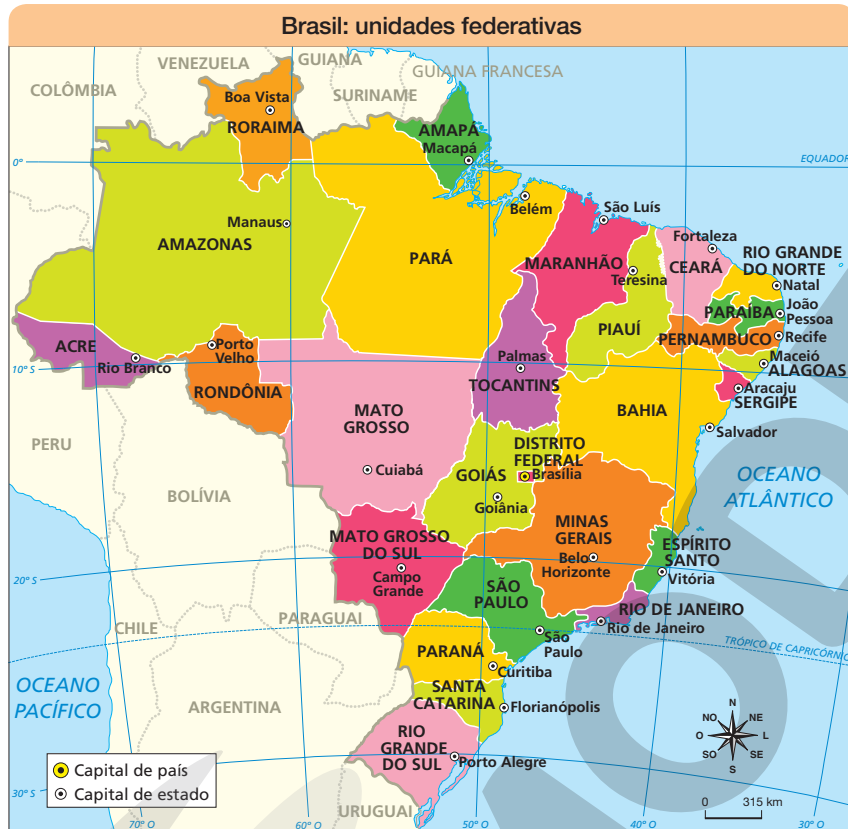 Brasil: unidades federativas
VENEZUELA
GUIANA
GUIANA FRANCESA
COLÔMBIA
SURINAME
Boa Vista
RORAIMA
AMAPÁ
Macapá
0°
EQUADOR
Belém
São Luís
Manaus
AMAZONAS
PARÁ
MARANHÃO
Teresina
Fortaleza
CEARÁ
RIO GRANDE
DO NORTE
Natal
PARAÍBA
João
Pessoa
PIAUÍ
PERNAMBUCO
Recife
ACRE
Rio Branco
Porto
Velho
RONDÔNIA
Palmas
TOCANTINS
Maceió
ALAGOAS
10° S
Aracaju
SERGIPE
MATO
GROSSO
BAHIA
Salvador
PERU
Cuiabá
GOIÁS
Goiânia
DISTRITO
FEDERAL
Brasília
BOLÍVIA
OCEANO
ATLÂNTICO
MINAS
GERAIS
Belo
Horizonte
MATO GROSSO
DO SUL
Campo
Grande
ESPÍRITO
SANTO
Vitória
20° S
SÃO
PAULO
São
Paulo
RIO DE JANEIRO
Rio de Janeiro
PARAGUAI
CHILE
TRÓPICO DE CAPRICÓRNIO
PARANÁ
Curitiba
OCEANO
PACÍFICO
ARGENTINA
SANTA
CATARINA
Florianópolis
RIO
GRANDE
DO SUL
Porto Alegre
N
NO
NE
O
L
SO
SE
S
Capital de país
Capital de estado
30° S
URUGUAI
0
315 km
70° O
60° O
50° O
40° O
30° O